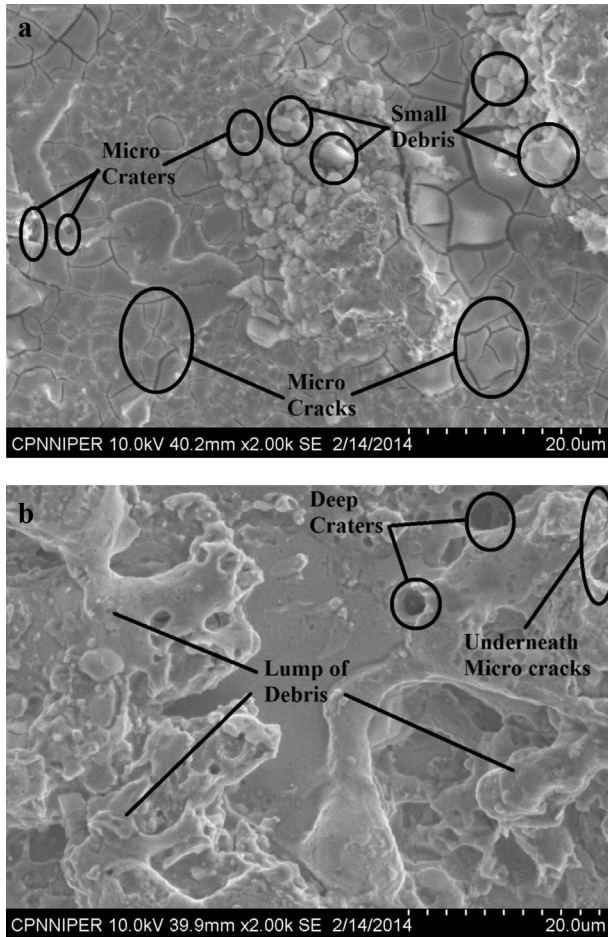 a
Small
Debris
Micro
Craters
Micro
Cracks
CPNNIPER 10.0kV 40.2mm x2.00k SE 2/14/2014 20.0um
b
Deep
Craters
Underneath
Micro cracks
Lump of
Debris
CPNNIPER 10.0kV 39.9mm x2.00k SE 2/14/2014 20.0um